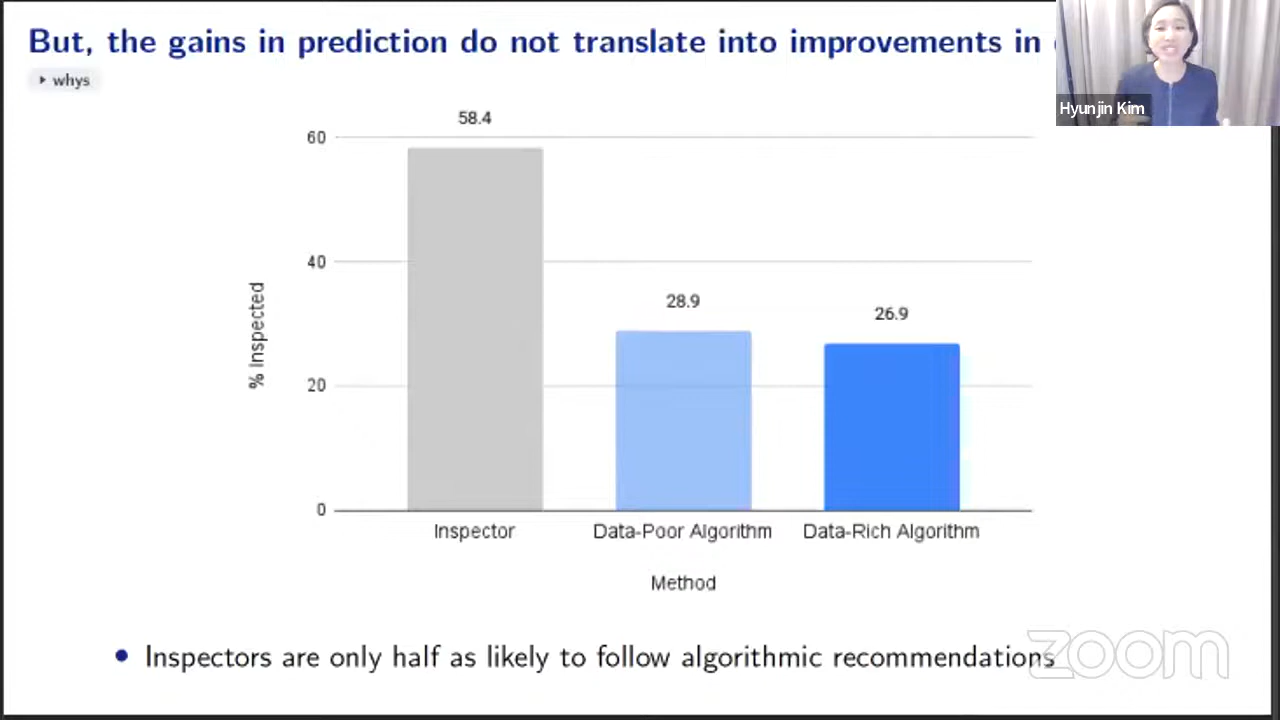 But, the gains in prediction do not translate into improvements in
whys
Hyunjin Kim
58.4
60
28.9
26.9
40
20
0
% Inspected
Inspector
Data-Poor Algorithm
Data-Rich Algorithm
Method
Inspectors are only half as likely to follow algorithmic recommendations
zoom